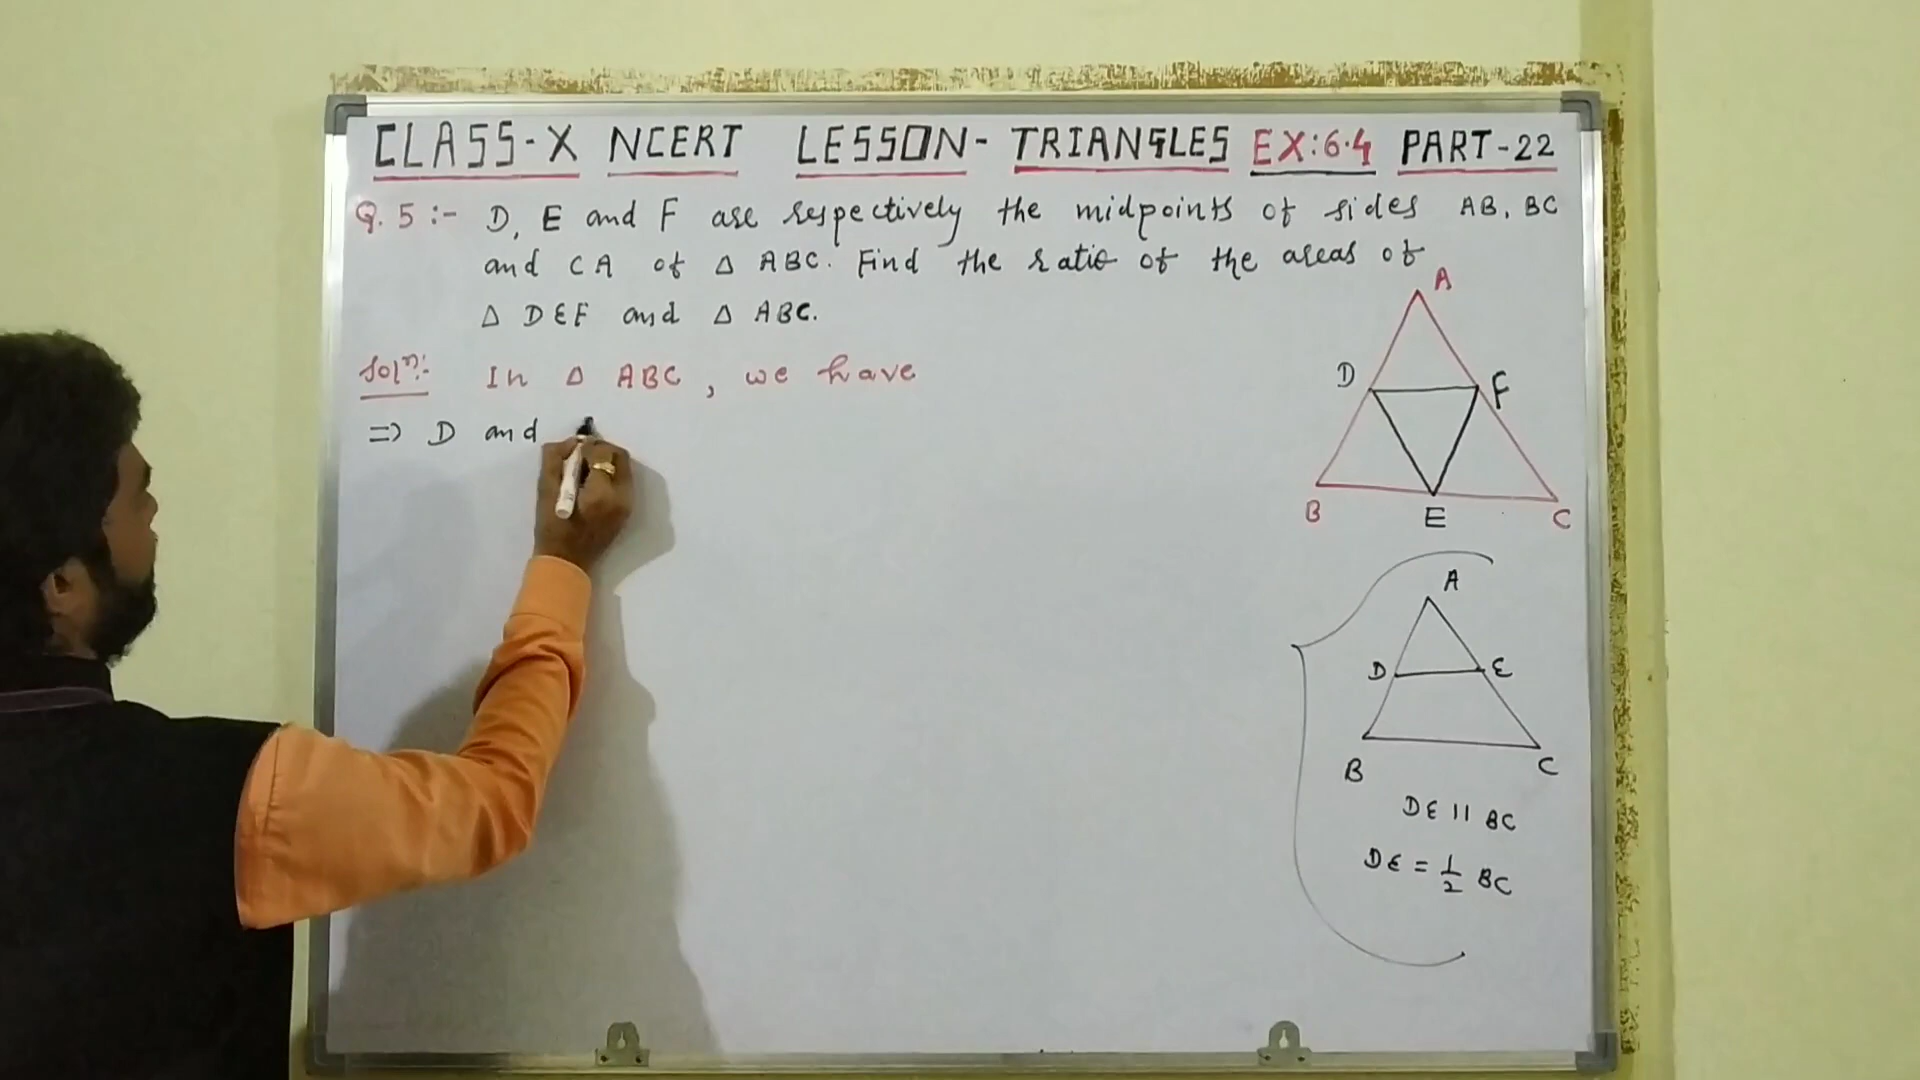 CLASS-X NCERT LESSON- TRIANGLES EX:6.4 PART-22
Q.5:- D, E and F are respectively the midpoints of sides AB, BC
and CA of Δ ABC. Find the ratio of the areas of
Δ DEF and Δ ABC.
Solⁿ:- In Δ ABC, we have
=> D and
A
D
F
B
E
C
A
D
E
B
C
DE || BC
DE = 1/2 BC